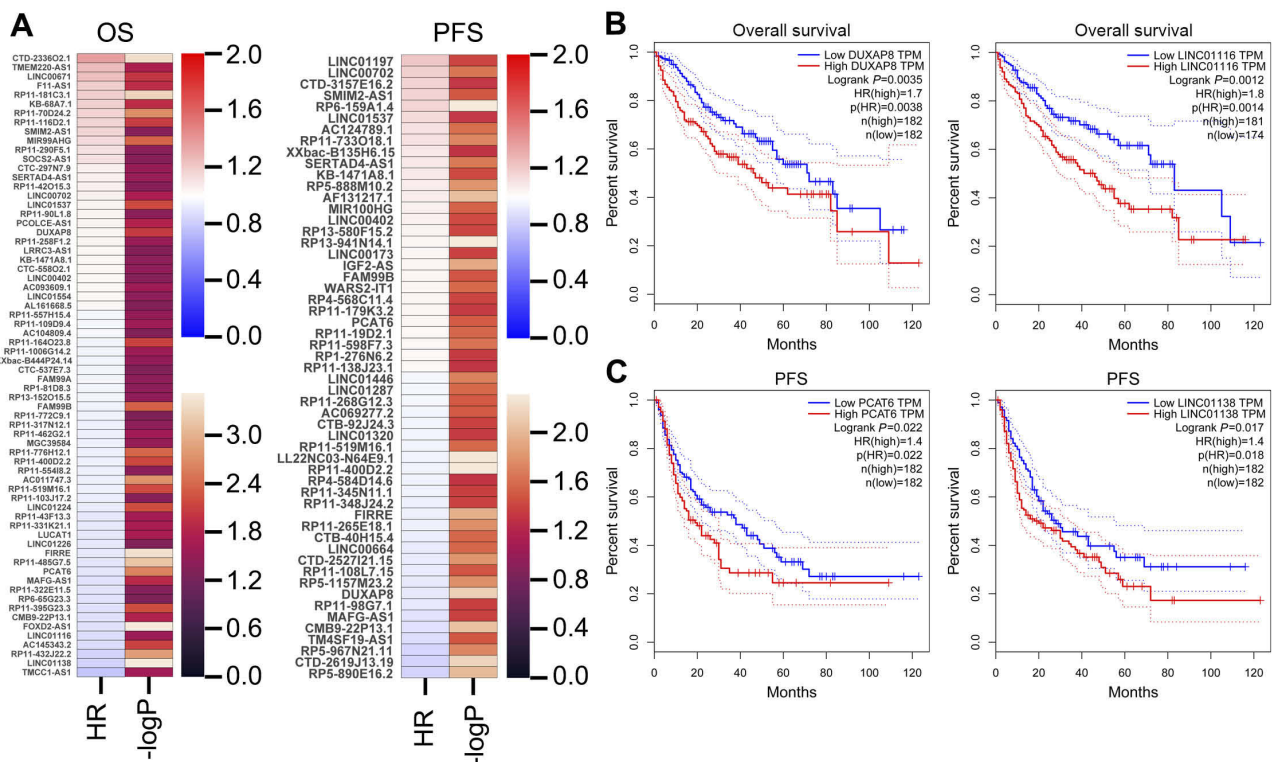 A
OS
PFS
CTD-2336O2.1
TMEM220-AS1
LINC00671
F11-AS1
RP11-181C3.1
KB-68A7.1
RP11-70D24.2
RP11-116D2.1
SMIM2-AS1
MIR99AHG
RP11-290F5.1
SOCS2-AS1
CTC-297N7.9
SERTAD4-AS1
RP11-42O15.3
LINC00702
LINC01537
RP11-90L1.8
PCOLCE-AS1
DUXAP8
RP11-258F1.2
LRRC3-AS1
KB-1471A8.1
CTC-558O2.1
LINC00402
AC093609.1
LINC01554
AL161668.5
RP11-557H15.4
RP11-109D9.4
AC104809.4
RP11-164O23.8
RP11-1006G14.2
XXbac-B444P24.14
CTC-537E7.3
FAM99A
RP1-81D8.3
RP13-152O15.5
FAM99B
RP11-772C9.1
RP11-317N12.1
RP11-462G2.1
MGC39584
RP11-776H12.1
RP11-400D2.2
RP11-554I8.2
AC011747.3
RP11-519M16.1
RP11-103J17.2
LINC01224
RP11-43F13.3
RP11-331K21.1
LUCAT1
LINC01226
FIRRE
RP11-485G7.5
PCAT6
MAFG-AS1
RP11-322E11.5
RP6-65G23.3
RP11-395G23.3
CMB9-22P13.1
FOXD2-AS1
LINC01116
AC145343.2
RP11-432J22.2
LINC01138
TMCC1-AS1
HR
-logP
2.0
1.6
1.2
0.8
0.4
0.0
3.0
2.4
1.8
1.2
0.6
0.0
LINC01197
LINC00702
CTD-3157E16.2
SMIM2-AS1
RP6-159A1.4
LINC01537
AC124789.1
RP11-733O18.1
XXbac-B135H6.15
SERTAD4-AS1
KB-1471A8.1
RP5-888M10.2
AF131217.1
MIR100HG
LINC00402
RP13-580F15.2
RP13-941N14.1
LINC00173
IGF2-AS
FAM99B
WARS2-IT1
RP4-568C11.4
RP11-179K3.2
PCAT6
RP11-19D2.1
RP11-598F7.3
RP1-276N6.2
RP11-138J23.1
LINC01446
LINC01287
RP11-268G12.3
AC069277.2
CTB-92J24.3
LINC01320
RP11-519M16.1
LL22NC03-N64E9.1
RP11-400D2.2
RP4-584D14.6
RP11-345N11.1
RP11-348J24.2
FIRRE
RP11-265E18.1
CTB-40H15.4
LINC00664
CTD-2527I21.15
RP11-108L7.15
RP5-1157M23.2
DUXAP8
RP11-98G7.1
MAFG-AS1
CMB9-22P13.1
TM4SF19-AS1
RP5-967N21.11
CTD-2619J13.19
RP5-890E16.2
HR
-logP
2.0
1.6
1.2
0.8
0.4
0.0
2.0
1.6
1.2
0.8
0.4
0.0
B
Overall survival
Low DUXAP8 TPM
High DUXAP8 TPM
Logrank P=0.0035
HR(high)=1.7
p(HR)=0.0038
n(high)=182
n(low)=182
Percent survival
1.0
0.8
0.6
0.4
0.2
0.0
0 20 40 60 80 100 120
Months
Overall survival
Low LINC01116 TPM
High LINC01116 TPM
Logrank P=0.0012
HR(high)=1.8
p(HR)=0.0014
n(high)=181
n(low)=174
Percent survival
1.0
0.8
0.6
0.4
0.2
0.0
0 20 40 60 80 100 120
Months
C
PFS
Low PCAT6 TPM
High PCAT6 TPM
Logrank P=0.022
HR(high)=1.4
p(HR)=0.022
n(high)=182
n(low)=182
Percent survival
1.0
0.8
0.6
0.4
0.2
0.0
0 20 40 60 80 100 120
Months
PFS
Low LINC01138 TPM
High LINC01138 TPM
Logrank P=0.017
HR(high)=1.4
p(HR)=0.018
n(high)=182
n(low)=182
Percent survival
1.0
0.8
0.6
0.4
0.2
0.0
0 20 40 60 80 100 120
Months